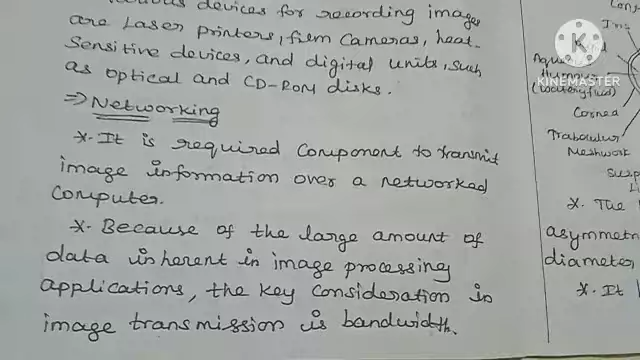 devices for recording images
are Laser printers, film cameras, heat-
Sensitive devices, and digital units, such
as optical and CD-ROM disks.
⇒ Networking
*. It is required component to transmit
image information over a networked
computer.
*. Because of the large amount of
data inherent in image processing
applications, the key consideration in
image transmission is bandwidth.
K
KINEMASTER
Cornea
Trabecular
Meshwork
*. The
asymmetr
diameter
*. It